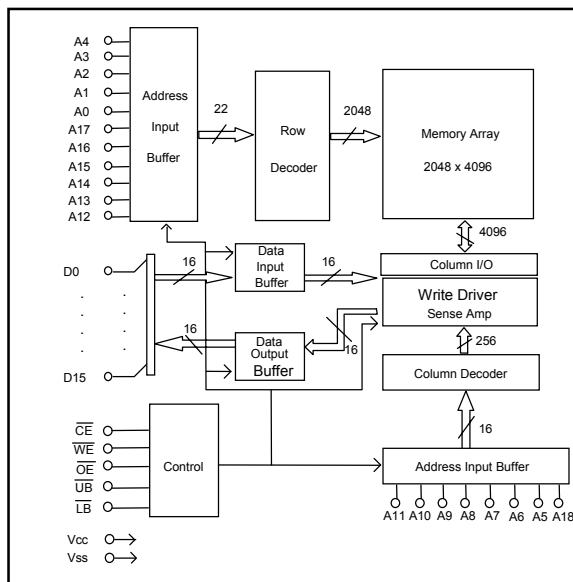 A4
A3
A2
A1
A0
A17
A16
A15
A14
A13
A12
Address
Input
Buffer
22
Row
Decoder
2048
Memory Array
2048 x 4096
4096
D0
D15
16
Data
Input
Buffer
16
Column I/O
Write Driver
Sense Amp
16
Data
Output
Buffer
16
256
Column Decoder
16
CE
WE
OE
UB
LB
Control
Address Input Buffer
A11 A10 A9 A8 A7 A6 A5 A18
Vcc
Vss